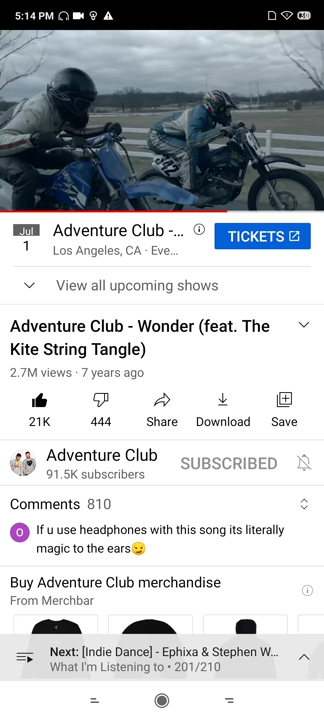 5:14 PM
63
Jul
1
Adventure Club -...
Los Angeles, CA · Eve...
TICKETS
View all upcoming shows
Adventure Club - Wonder (feat. The
Kite String Tangle)
2.7M views · 7 years ago
21K
444
Share
Download
Save
Adventure Club
91.5K subscribers
SUBSCRIBED
Comments 810
O
If u use headphones with this song its literally
magic to the ears😉
Buy Adventure Club merchandise
From Merchbar
Next: [Indie Dance] - Ephixa & Stephen W...
What I'm Listening to • 201/210